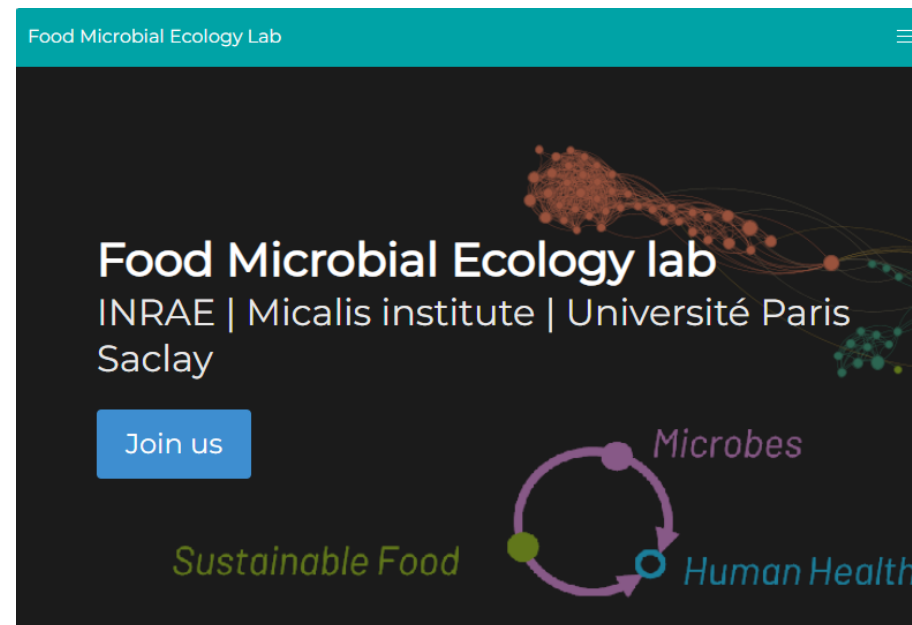 Food Microbial Ecology Lab
Food Microbial Ecology lab
INRAE | Micalis institute | Université Paris
Saclay
Join us
Microbes
Sustainable Food
Human Health